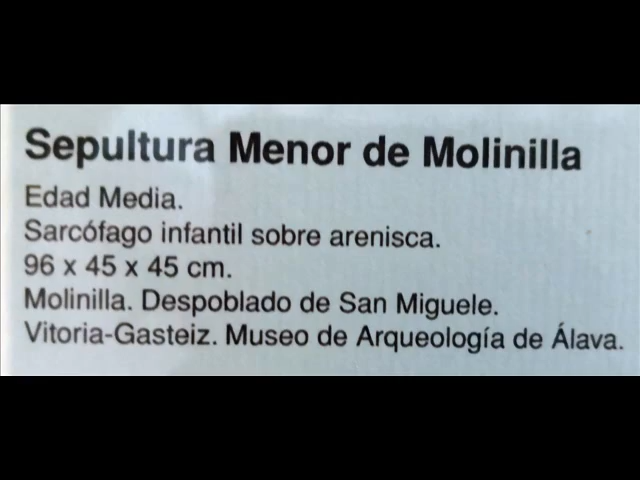 Sepultura Menor de Molinilla
Edad Media.
Sarcófago infantil sobre arenisca.
96 x 45 x 45 cm.
Molinilla. Despoblado de San Miguele.
Vitoria-Gasteiz. Museo de Arqueología de Álava.